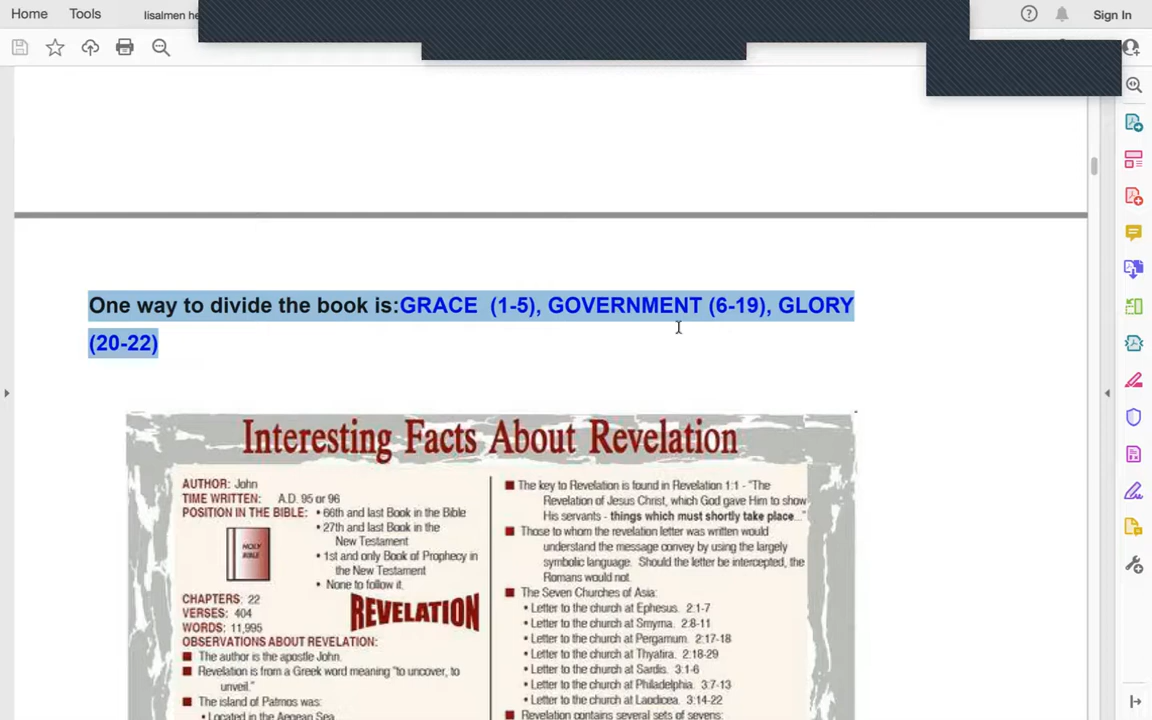 Home Tools lisalmen he
Sign In
One way to divide the book is:GRACE (1-5), GOVERNMENT (6-19), GLORY
(20-22)
Interesting Facts About Revelation
AUTHOR: John
TIME WRITTEN: A.D. 95 or 96
POSITION IN THE BIBLE: • 66th and last Book in the Bible
• 27th and last Book in the
New Testament
• 1st and only Book of Prophecy in
the New Testament
• None to follow it.
HOLY
BIBLE
CHAPTERS: 22
VERSES: 404
WORDS: 11,995
REVELATION
OBSERVATIONS ABOUT REVELATION:
■ The author is the apostle John.
■ Revelation is from a Greek word meaning "to uncover, to
unveil."
■ The island of Patmos was:
• Located in the Aegean Sea
■ The key to Revelation is found in Revelation 1:1 - "The
Revelation of Jesus Christ, which God gave Him to show
His servants - things which must shortly take place..."
■ Those to whom the revelation letter was written would
understand the message convey by using the largely
symbolic language. Should the letter be intercepted, the
Romans would not.
■ The Seven Churches of Asia:
• Letter to the church at Ephesus. 2:1-7
• Letter to the church at Smyrna. 2:8-11
• Letter to the church at Pergamum. 2:17-18
• Letter to the church at Thyatira. 2:18-29
• Letter to the church at Sardis. 3:1-6
• Letter to the church at Philadelphia. 3:7-13
• Letter to the church at Laodicea. 3:14-22
■ Revelation contains several sets of sevens: